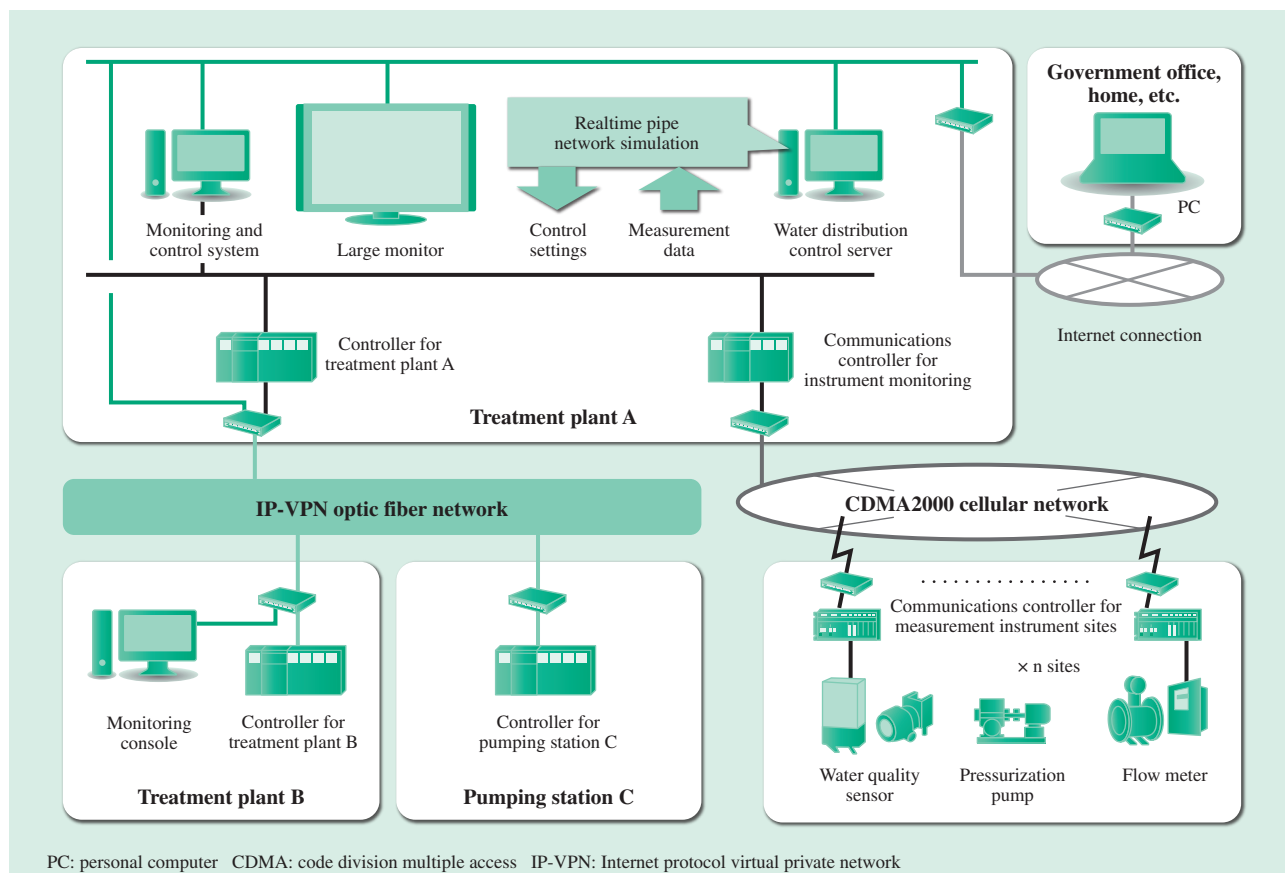 Government office,
home, etc.
PC
Internet connection
Realtime pipe
network simulation
Monitoring and
control system
Large monitor
Control
settings
Measurement
data
Water distribution
control server
Controller for
treatment plant A
Communications
controller for
instrument monitoring
Treatment plant A
IP-VPN optic fiber network
CDMA2000 cellular network
Monitoring
console
Controller for
treatment plant B
Treatment plant B
Controller for
pumping station C
Pumping station C
. . . . . . . . . . . . . . . .
Communications controller for
measurement instrument sites
× n sites
Water quality
sensor
Pressurization
pump
Flow meter
PC: personal computer CDMA: code division multiple access IP-VPN: Internet protocol virtual private network